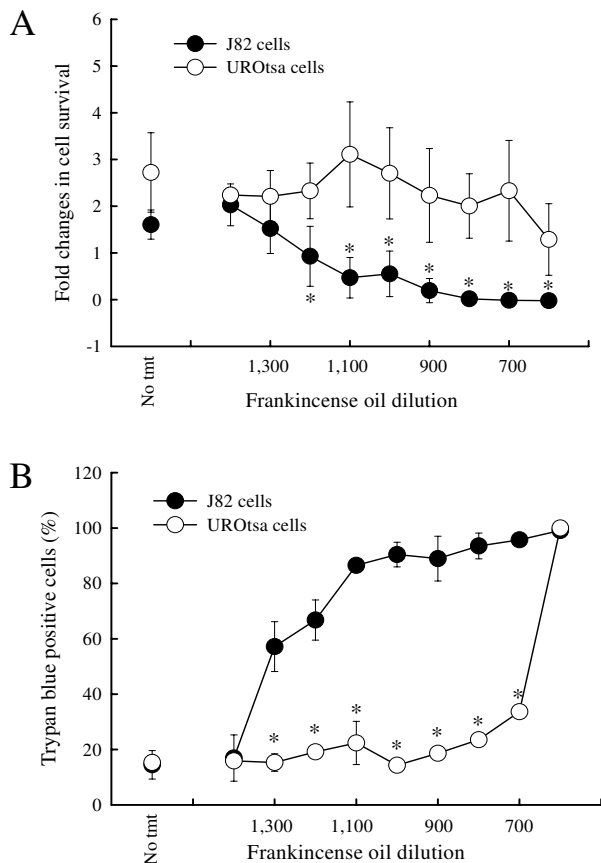 A
J82 cells
UROtsa cells
Fold changes in cell survival
6
5
4
3
2
1
0
-1
* * * * * * * *
No tmt
1,300 1,100 900 700
Frankincense oil dilution
B
J82 cells
UROtsa cells
Trypan blue positive cells (%)
120
100
80
60
40
20
0
* * * * * * *
No tmt
1,300 1,100 900 700
Frankincense oil dilution